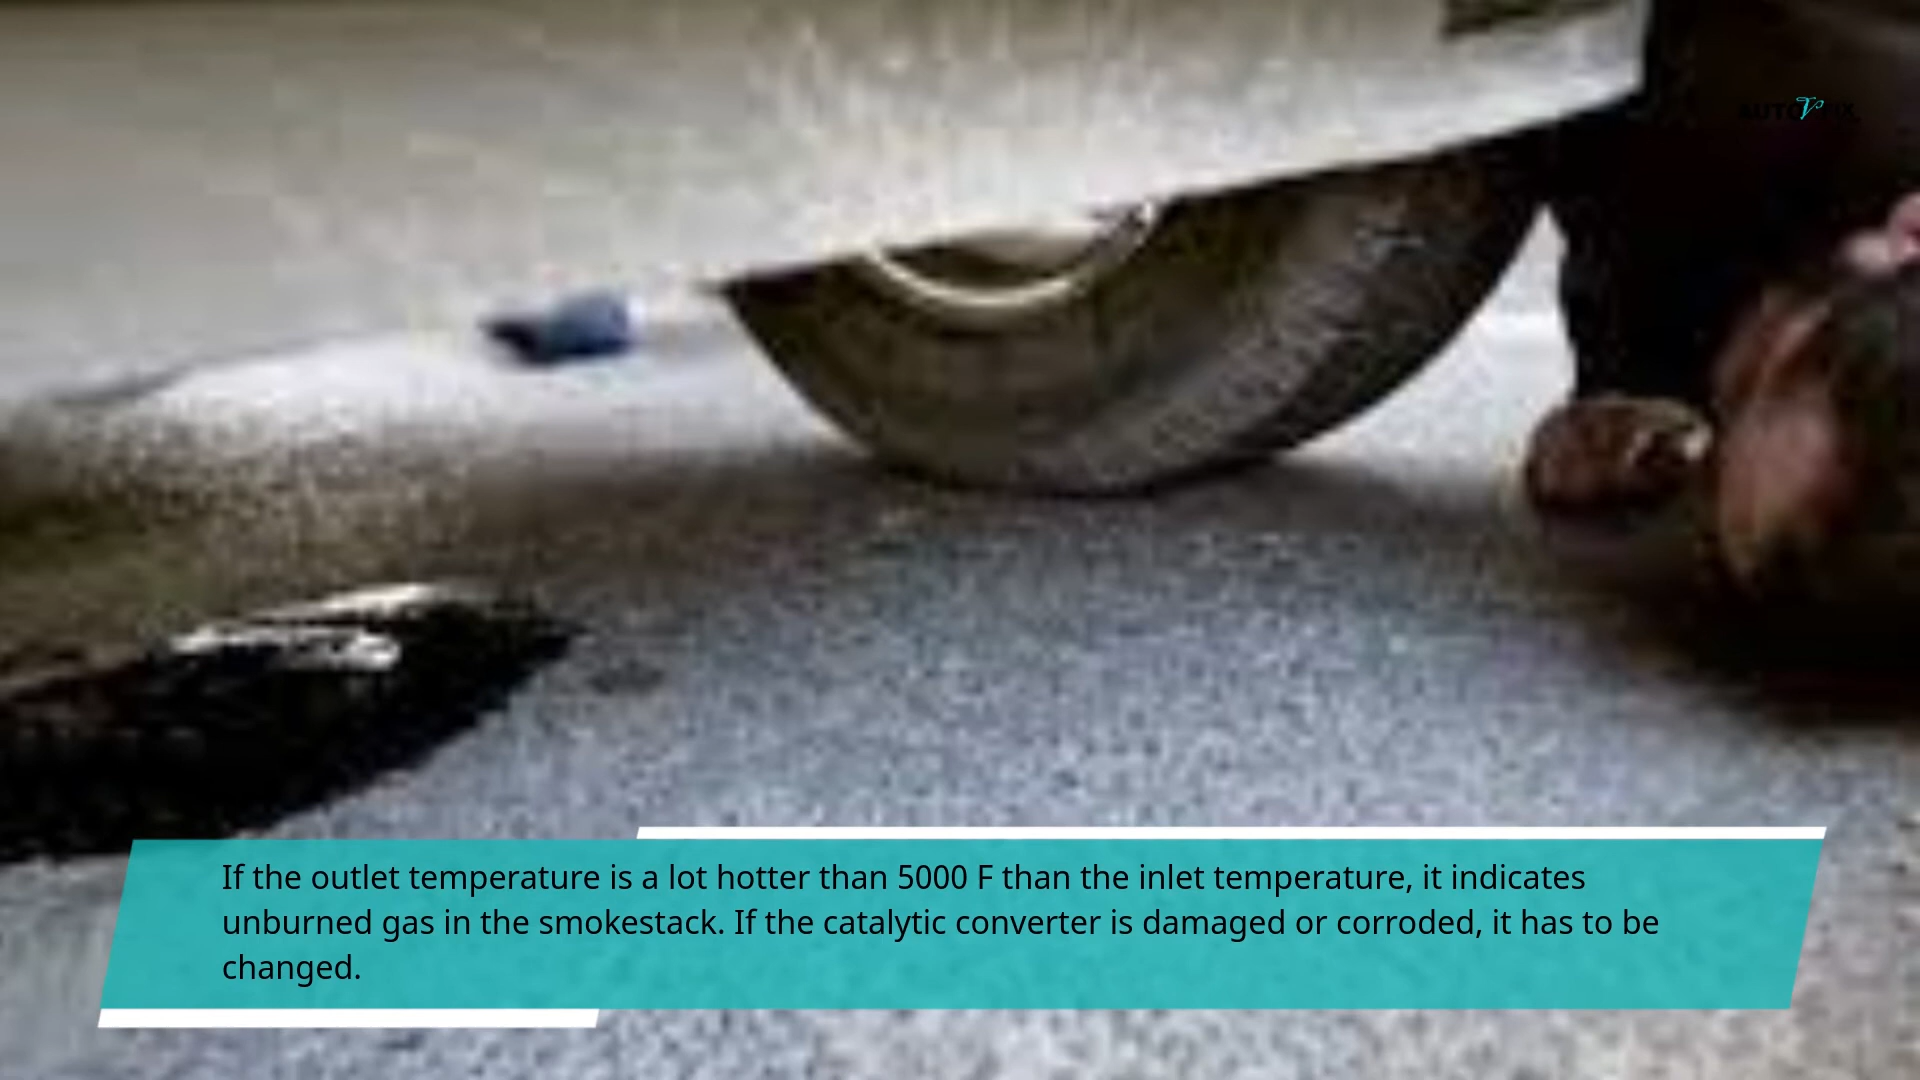 If the outlet temperature is a lot hotter than 5000 F than the inlet temperature, it indicates
unburned gas in the smokestack. If the catalytic converter is damaged or corroded, it has to be
changed.